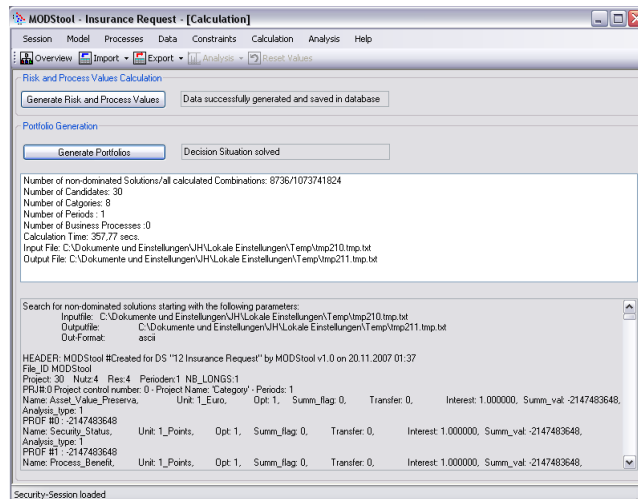 MODStool - Insurance Request - [Calculation]
Session Model Processes Data Constraints Calculation Analysis Help
Overview Import Export Analysis Reset Values
Risk and Process Values Calculation
Generate Risk and Process Values Data successfully generated and saved in database
Portfolio Generation
Generate Portfolios Decision Situation solved
Number of non-dominated Solutions/all calculated Combinations: 8736/1073741824
Number of Candidates: 30
Number of Catgories: 8
Number of Periods : 1
Number of Business Processes :0
Calculation Time: 357,77 secs.
Input File: C:\Dokumente und Einstellungen\JH\Lokale Einstellungen\Temp\tmp210.tmp.txt
Output File: C:\Dokumente und Einstellungen\JH\Lokale Einstellungen\Temp\tmp211.tmp.txt
Search for non-dominated solutions starting with the following parameters:
Inputfile: C:\Dokumente und Einstellungen\JH\Lokale Einstellungen\Temp\tmp210.tmp.txt
Outputfile: C:\Dokumente und Einstellungen\JH\Lokale Einstellungen\Temp\tmp211.tmp.txt
Out-Format: ascii
HEADER: MODStool #Created for DS "12 Insurance Request" by MODStool v1.0 on 20.11.2007 01:37
File_ID MODStool
Project: 30 Nutz:4 Res:4 Perioden:1 NB_LONGS:1
PRJ#:0 Project control number: 0 - Project Name: 'Category' - Periods: 1
Name: Asset_Value_Preserva, Unit: 1_Euro, Opt: 1, Summ_flag: 0, Transfer: 0, Interest: 1.000000, Summ_val: -2147483648,
Analysis_type: 1
PROF #0 : -2147483648
Name: Security_Status, Unit: 1_Points, Opt: 1, Summ_flag: 0, Transfer: 0, Interest: 1.000000, Summ_val: -2147483648,
Analysis_type: 1
PROF #1 : -2147483648
Name: Process_Benefit, Unit: 1_Points, Opt: 1, Summ_flag: 0, Transfer: 0, Interest: 1.000000, Summ_val: -2147483648,
Security-Session loaded